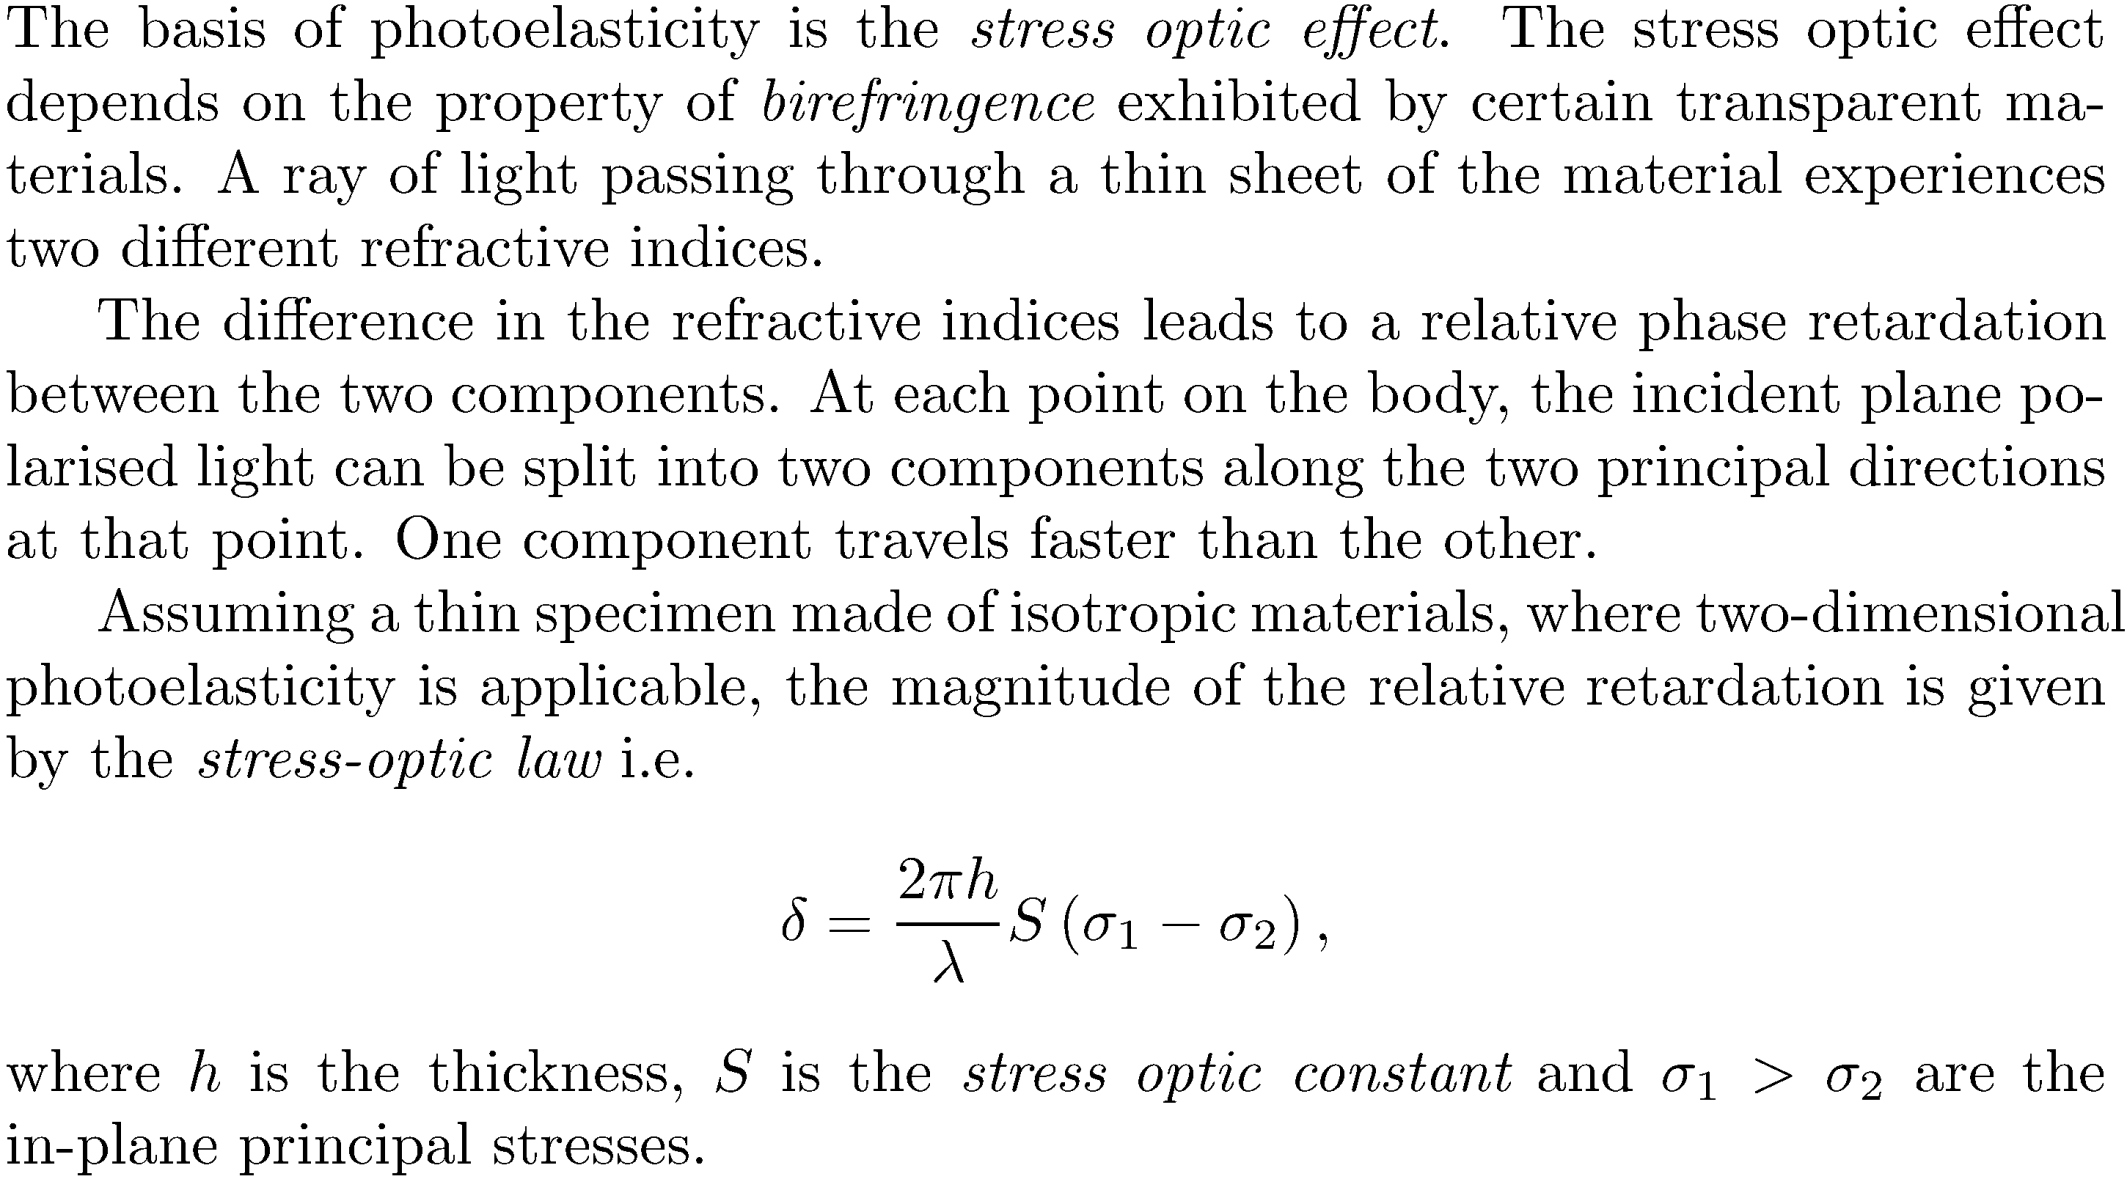 The basis of photoelasticity is the stress optic effect. The stress optic effect
depends on the property of birefringence exhibited by certain transparent ma-
terials. A ray of light passing through a thin sheet of the material experiences
two different refractive indices.
The difference in the refractive indices leads to a relative phase retardation
between the two components. At each point on the body, the incident plane po-
larised light can be split into two components along the two principal directions
at that point. One component travels faster than the other.
Assuming a thin specimen made of isotropic materials, where two-dimensional
photoelasticity is applicable, the magnitude of the relative retardation is given
by the stress-optic law i.e.
δ = \frac{2πh}{λ} S (σ₁ − σ₂) ,
where h is the thickness, S is the stress optic constant and σ₁ > σ₂ are the
in-plane principal stresses.